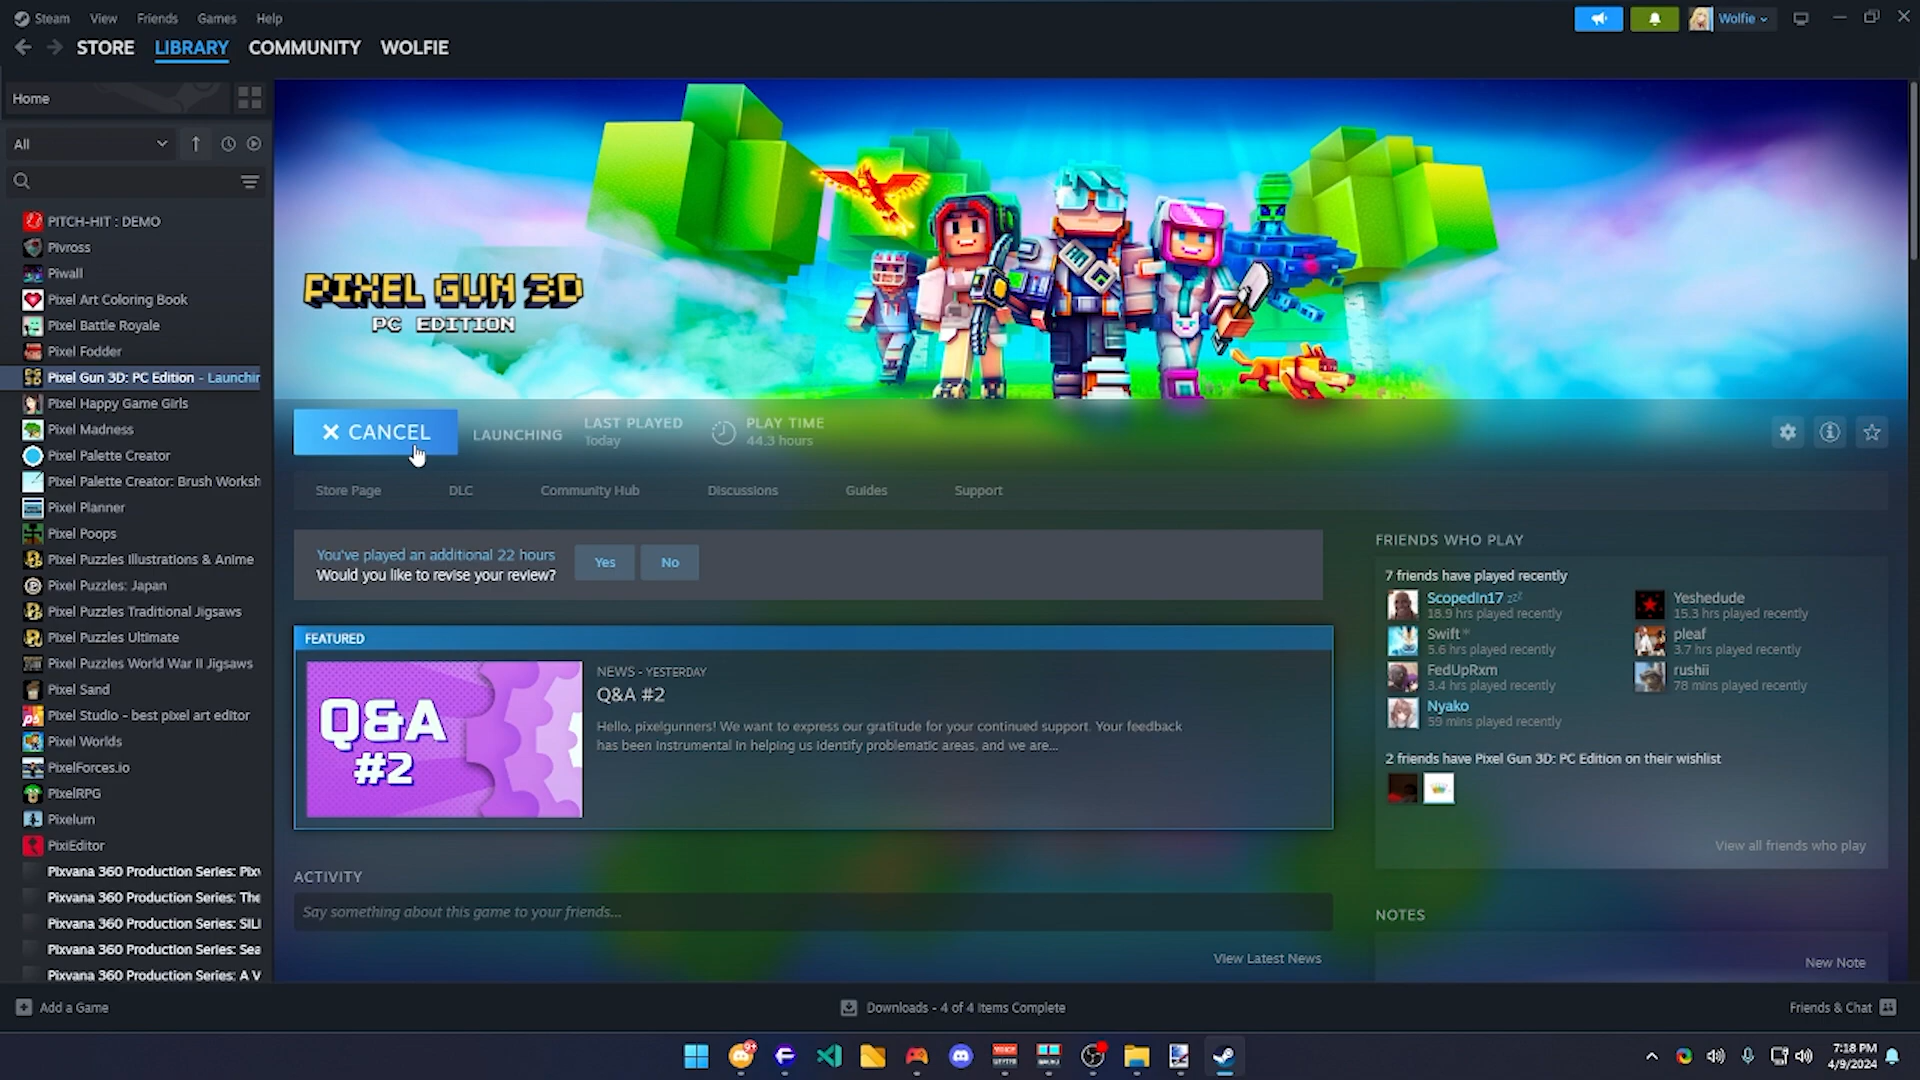 Steam View Friends Games Help
Wolfie
STORE LIBRARY COMMUNITY WOLFIE
Home
All
PITCH-HIT : DEMO
Pivross
Piwall
Pixel Art Coloring Book
Pixel Battle Royale
Pixel Fodder
Pixel Gun 3D: PC Edition - Launchin
Pixel Happy Game Girls
Pixel Madness
Pixel Palette Creator
Pixel Palette Creator: Brush Worksh
Pixel Planner
Pixel Poops
Pixel Puzzles Illustrations & Anime
Pixel Puzzles: Japan
Pixel Puzzles Traditional Jigsaws
Pixel Puzzles Ultimate
Pixel Puzzles World War II Jigsaws
Pixel Sand
Pixel Studio - best pixel art editor
Pixel Worlds
PixelForces.io
PixelRPG
Pixelum
PixiEditor
Pixvana 360 Production Series: Pixv
Pixvana 360 Production Series: The
Pixvana 360 Production Series: SILI
Pixvana 360 Production Series: Sea
Pixvana 360 Production Series: A V
PIXEL GUN 3D
PC EDITION
CANCEL
LAUNCHING
LAST PLAYED
Today
PLAY TIME
44.3 hours
Store Page DLC Community Hub Discussions Guides Support
You've played an additional 22 hours
Would you like to revise your review?
Yes No
FEATURED
Q&A
#2
NEWS - YESTERDAY
Q&A #2
Hello, pixelgunners! We want to express our gratitude for your continued support. Your feedback
has been instrumental in helping us identify problematic areas, and we are...
ACTIVITY
Say something about this game to your friends...
View Latest News
FRIENDS WHO PLAY
7 friends have played recently
ScopedIn17 zzz
18.9 hrs played recently
Yeshedude
15.3 hrs played recently
Swift *
5.6 hrs played recently
pleaf
3.7 hrs played recently
FedUpRxm
3.4 hrs played recently
rushii
78 mins played recently
Nyako
59 mins played recently
2 friends have Pixel Gun 3D: PC Edition on their wishlist
View all friends who play
NOTES
New Note
Add a Game
Downloads - 4 of 4 Items Complete
Friends & Chat
9+
7:18 PM
4/9/2024